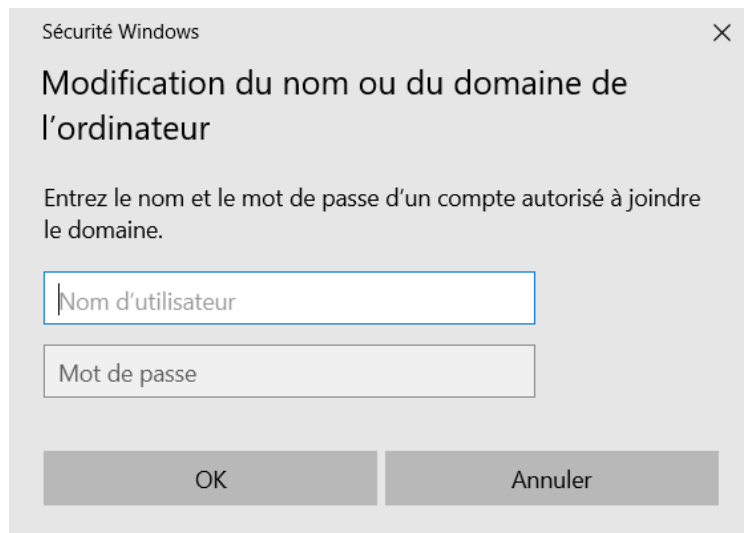 Sécurité Windows
Modification du nom ou du domaine de
l’ordinateur
Entrez le nom et le mot de passe d’un compte autorisé à joindre
le domaine.
Nom d’utilisateur
Mot de passe
OK
Annuler